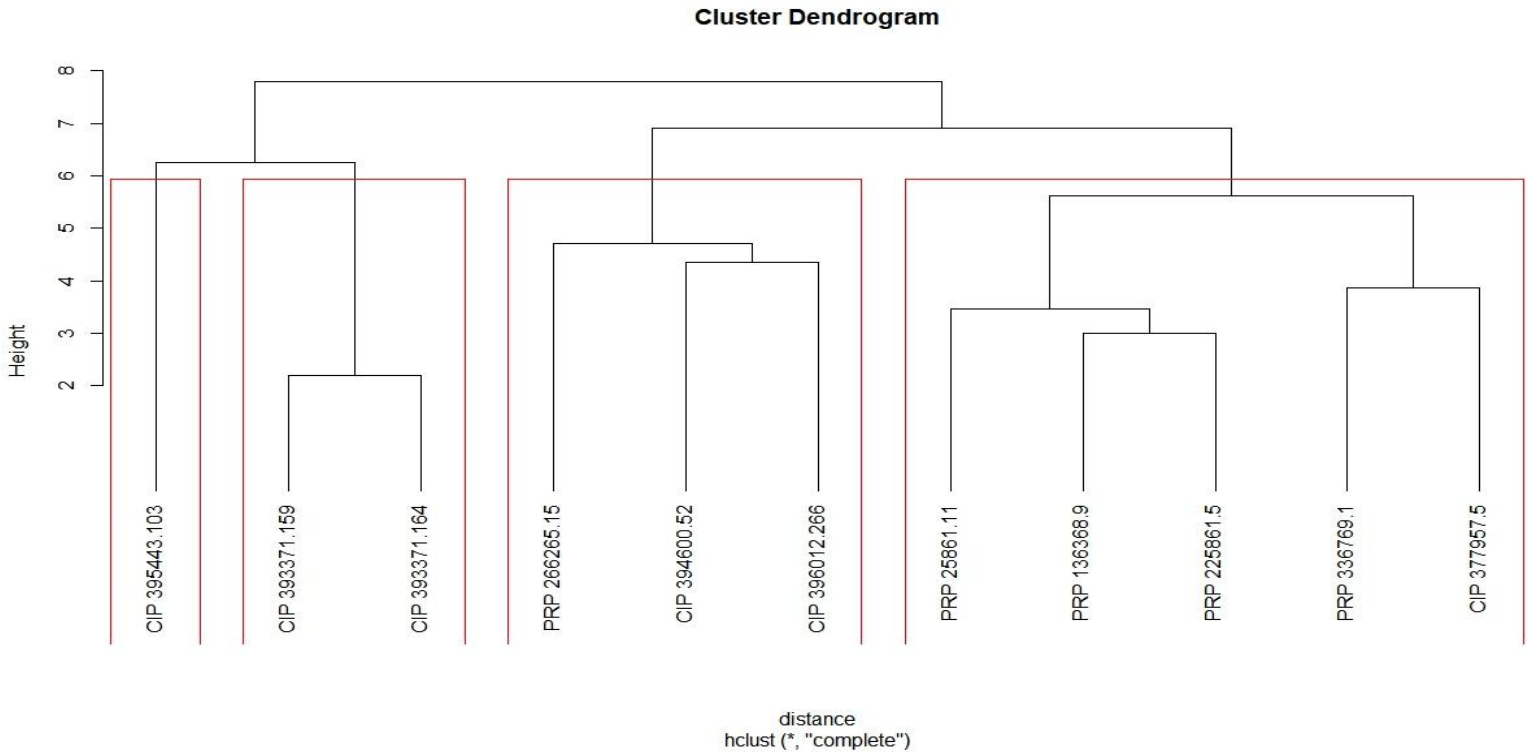 Cluster Dendrogram
Height
8
7
6
5
4
3
2
CIP 395443.103
CIP 393371.159
CIP 393371.164
PRP 266265.15
CIP 394600.52
CIP 396012.266
PRP 25861.11
PRP 136368.9
PRP 225861.5
PRP 336769.1
CIP 377957.5
distance
hclust (*, "complete")